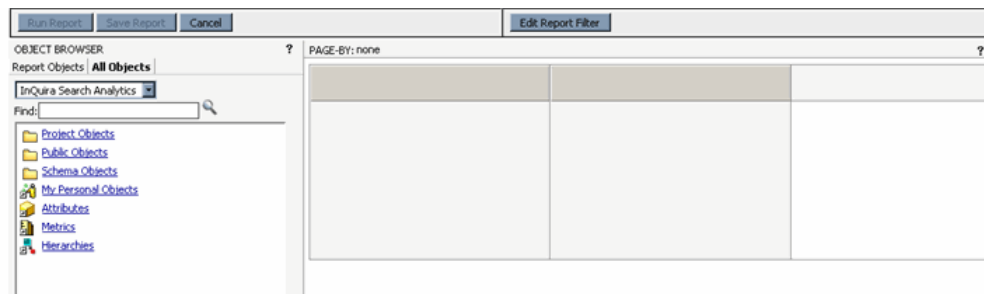 Run Report Save Report Cancel Edit Report Filter
OBJECT BROWSER ?
Report Objects All Objects
InQuira Search Analytics
Find:
Project Objects
Public Objects
Schema Objects
My Personal Objects
Attributes
Metrics
Hierarchies
PAGE-BY: none ?